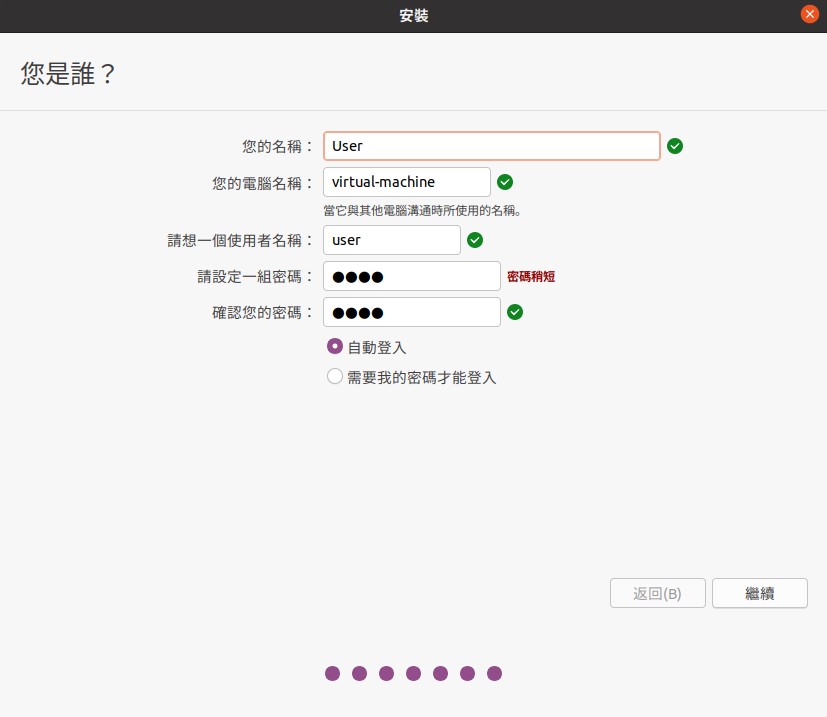 安裝
您是誰？
您的名稱： User
您的電腦名稱： virtual-machine
當它與其他電腦溝通時所使用的名稱。
請想一個使用者名稱： user
請設定一組密碼： ●●●● 密碼稍短
確認您的密碼： ●●●●
自動登入
需要我的密碼才能登入
返回(B) 繼續